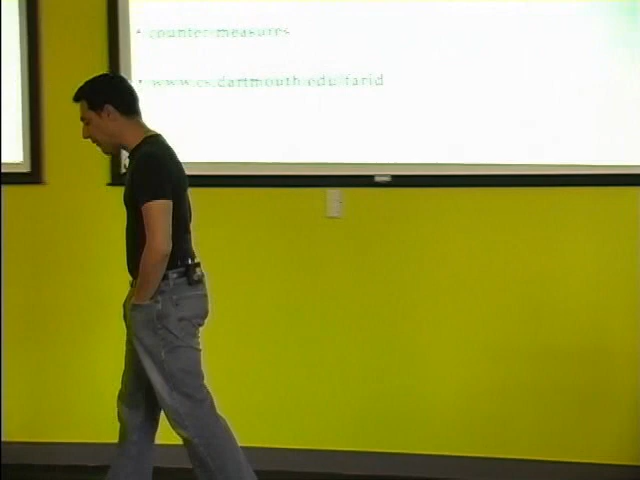 • counter-measures
• www.cs.dartmouth.edu/farid